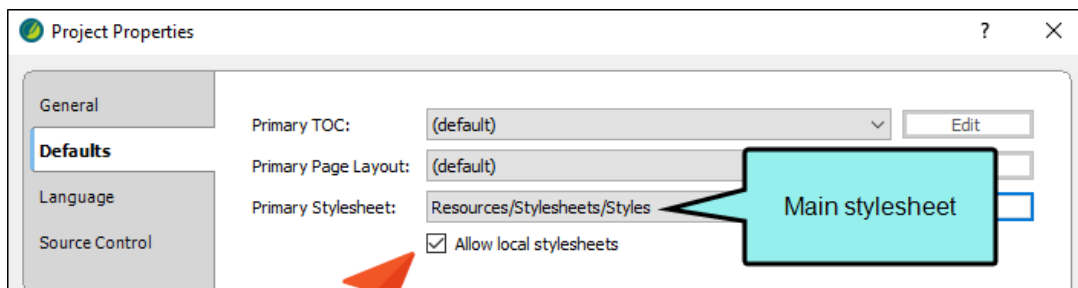 Project Properties ?
General
Defaults
Language
Source Control
Primary TOC: (default) Edit
Primary Page Layout: (default)
Primary Stylesheet: Resources/Stylesheets/Styles
Main stylesheet
Allow local stylesheets